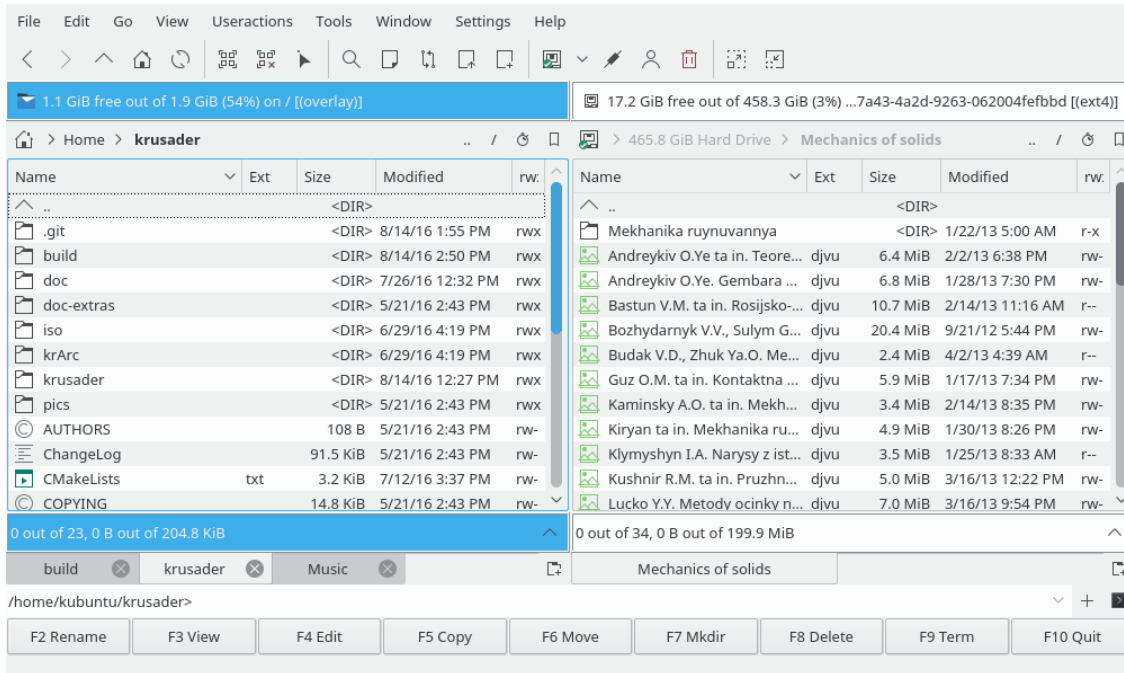 File Edit Go View Useractions Tools Window Settings Help
1.1 GiB free out of 1.9 GiB (54%) on / [(overlay)]
Home > krusader .. /
Name Ext Size Modified rw:
.. <DIR>
.git <DIR> 8/14/16 1:55 PM rwx
build <DIR> 8/14/16 2:50 PM rwx
doc <DIR> 7/26/16 12:32 PM rwx
doc-extras <DIR> 5/21/16 2:43 PM rwx
iso <DIR> 6/29/16 4:19 PM rwx
krArc <DIR> 6/29/16 4:19 PM rwx
krusader <DIR> 8/14/16 12:27 PM rwx
pics <DIR> 5/21/16 2:43 PM rwx
AUTHORS 108 B 5/21/16 2:43 PM rw-
ChangeLog 91.5 KiB 5/21/16 2:43 PM rw-
CMakeLists txt 3.2 KiB 7/12/16 3:37 PM rw-
COPYING 14.8 KiB 5/21/16 2:43 PM rw-
0 out of 23, 0 B out of 204.8 KiB
build krusader Music
17.2 GiB free out of 458.3 GiB (3%) ...7a43-4a2d-9263-062004fefbbd [(ext4)]
> 465.8 GiB Hard Drive > Mechanics of solids .. /
Name Ext Size Modified rw:
.. <DIR>
Mekhanika ruynuvannya <DIR> 1/22/13 5:00 AM r-x
Andreykiv O.Ye ta in. Teore... djvu 6.4 MiB 2/2/13 6:38 PM rw-
Andreykiv O.Ye. Gembara ... djvu 6.8 MiB 1/28/13 7:30 PM rw-
Bastun V.M. ta in. Rosijsko-... djvu 10.7 MiB 2/14/13 11:16 AM r--
Bozhydarnyk V.V., Sulym G... djvu 20.4 MiB 9/21/12 5:44 PM rw-
Budak V.D., Zhuk Ya.O. Me... djvu 2.4 MiB 4/2/13 4:39 AM r--
Guz O.M. ta in. Kontaktna ... djvu 5.9 MiB 1/17/13 7:34 PM rw-
Kaminsky A.O. ta in. Mekh... djvu 3.4 MiB 2/14/13 8:35 PM rw-
Kiryan ta in. Mekhanika ru... djvu 4.9 MiB 1/30/13 8:26 PM rw-
Klymyshyn I.A. Narysy z ist... djvu 3.5 MiB 1/25/13 8:33 AM r--
Kushnir R.M. ta in. Pruzhn... djvu 5.0 MiB 3/16/13 12:22 PM rw-
Lucko Y.Y. Metody ocinky n... djvu 7.0 MiB 3/16/13 9:54 PM rw-
0 out of 34, 0 B out of 199.9 MiB
Mechanics of solids
/home/kubuntu/krusader>
F2 Rename F3 View F4 Edit F5 Copy F6 Move F7 Mkdir F8 Delete F9 Term F10 Quit